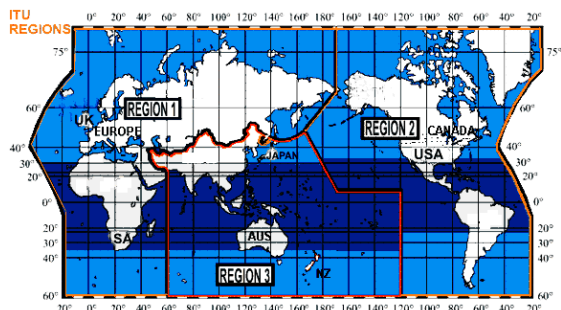 ITU
REGIONS
0° 20° 40° 60° 80° 100° 120° 140° 160° 180° 160° 140° 120° 100° 80° 60° 40° 20°
75° 75°
60° REGION 1 60°
UK EUROPE REGION 2 CANADA
40° JAPAN USA 40°
30° 30°
20° 20°
0° 0°
20° 20°
30° SA AUS 30°
40° 40°
REGION 3 NZ
60° 60°
20° 0° 20° 40° 60° 80° 100° 120° 140° 160° 180° 160° 140° 120° 100° 80° 60° 40° 20°